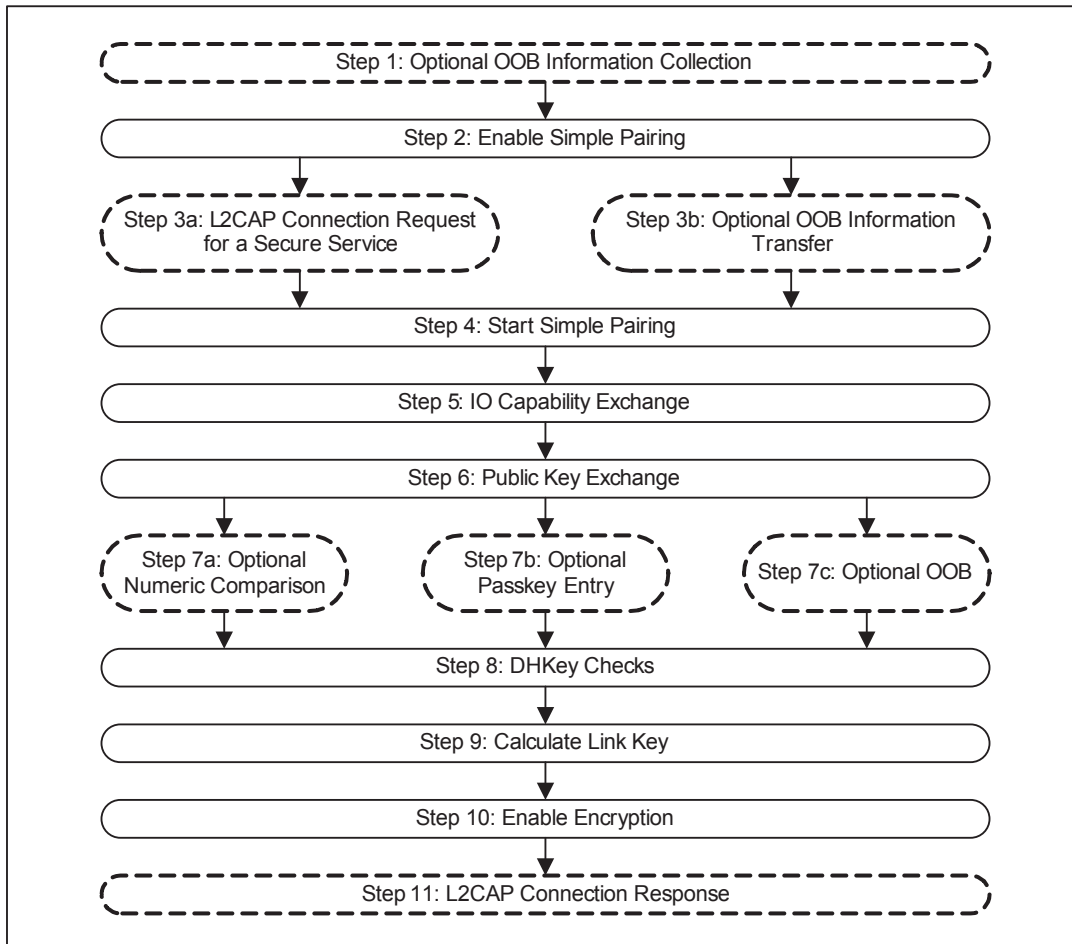 Step 1: Optional OOB Information Collection
Step 2: Enable Simple Pairing
Step 3a: L2CAP Connection Request
for a Secure Service
Step 3b: Optional OOB Information
Transfer
Step 4: Start Simple Pairing
Step 5: IO Capability Exchange
Step 6: Public Key Exchange
Step 7a: Optional
Numeric Comparison
Step 7b: Optional
Passkey Entry
Step 7c: Optional OOB
Step 8: DHKey Checks
Step 9: Calculate Link Key
Step 10: Enable Encryption
Step 11: L2CAP Connection Response